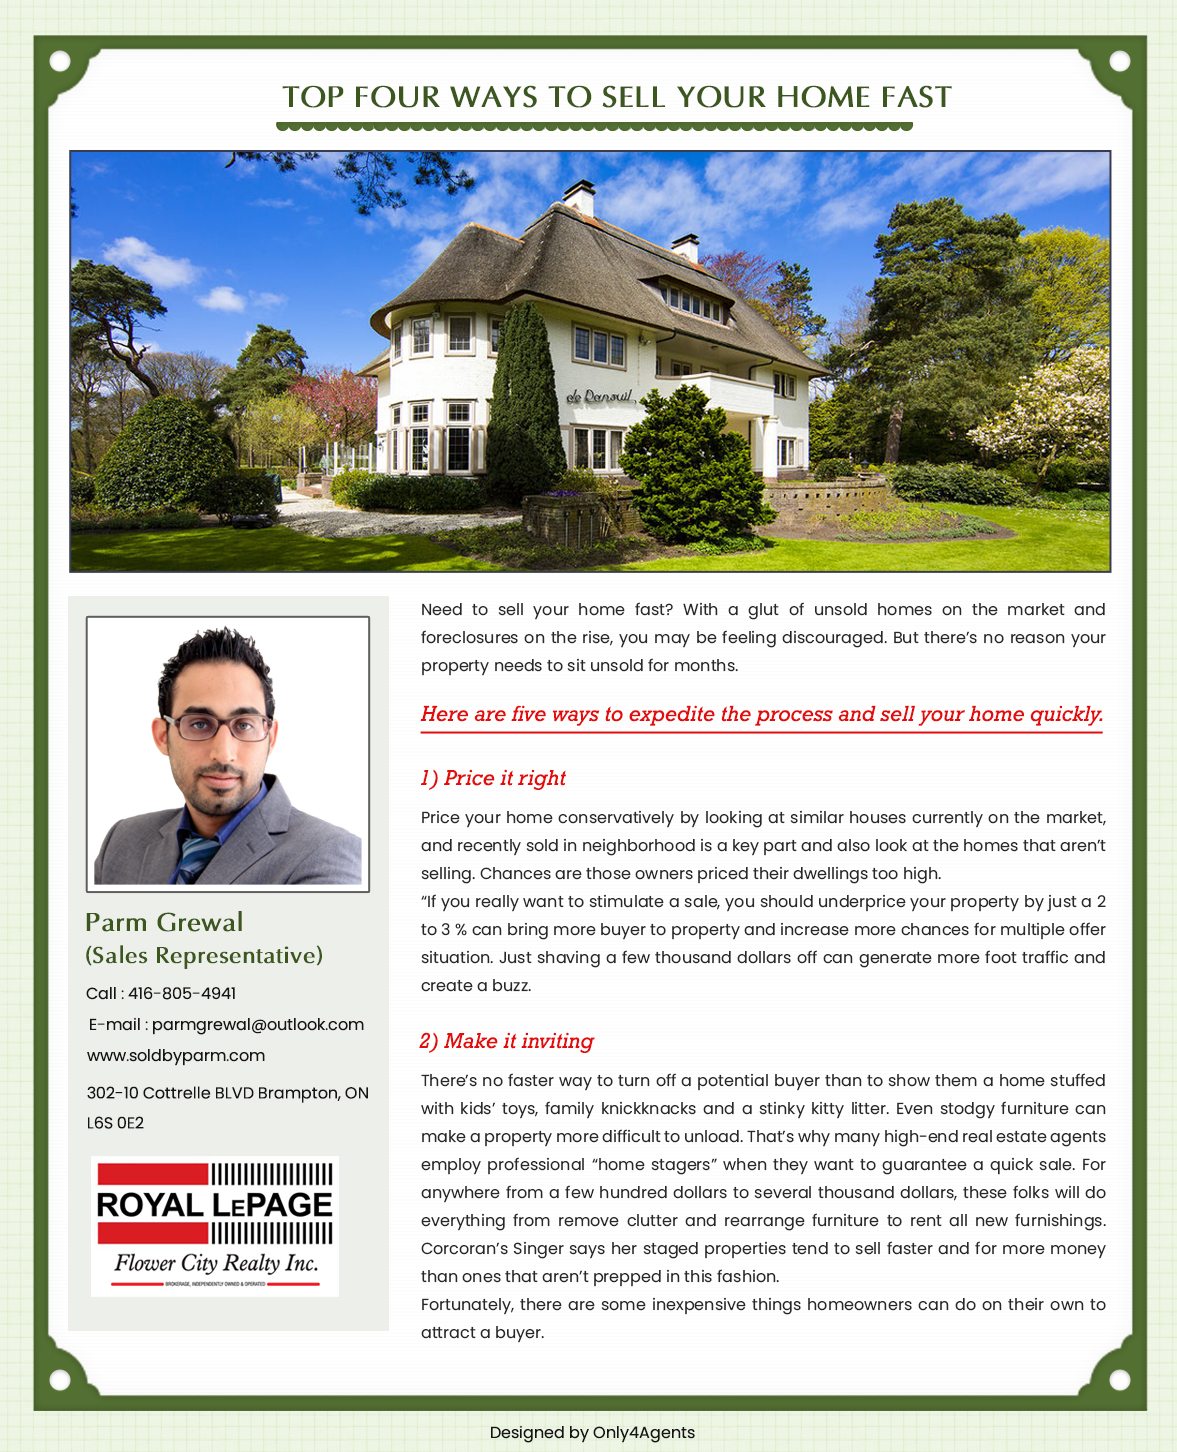 TOP FOUR WAYS TO SELL YOUR HOME FAST
Need to sell your home fast? With a glut of unsold homes on the market and
foreclosures on the rise, you may be feeling discouraged. But there’s no reason your
property needs to sit unsold for months.
Here are five ways to expedite the process and sell your home quickly.
1) Price it right
Price your home conservatively by looking at similar houses currently on the market,
and recently sold in neighborhood is a key part and also look at the homes that aren’t
selling. Chances are those owners priced their dwellings too high.
“If you really want to stimulate a sale, you should underprice your property by just a 2
to 3 % can bring more buyer to property and increase more chances for multiple offer
situation. Just shaving a few thousand dollars off can generate more foot traffic and
create a buzz.
2) Make it inviting
There’s no faster way to turn off a potential buyer than to show them a home stuffed
with kids’ toys, family knickknacks and a stinky kitty litter. Even stodgy furniture can
make a property more difficult to unload. That’s why many high-end real estate agents
employ professional “home stagers” when they want to guarantee a quick sale. For
anywhere from a few hundred dollars to several thousand dollars, these folks will do
everything from remove clutter and rearrange furniture to rent all new furnishings.
Corcoran’s Singer says her staged properties tend to sell faster and for more money
than ones that aren’t prepped in this fashion.
Fortunately, there are some inexpensive things homeowners can do on their own to
attract a buyer.
Parm Grewal
(Sales Representative)
Call : 416-805-4941
E-mail : parmgrewal@outlook.com
www.soldbyparm.com
302-10 Cottrelle BLVD Brampton, ON
L6S 0E2
ROYAL LEPAGE
Flower City Realty Inc.
BROKERAGE, INDEPENDENTLY OWNED & OPERATED
Designed by Only4Agents